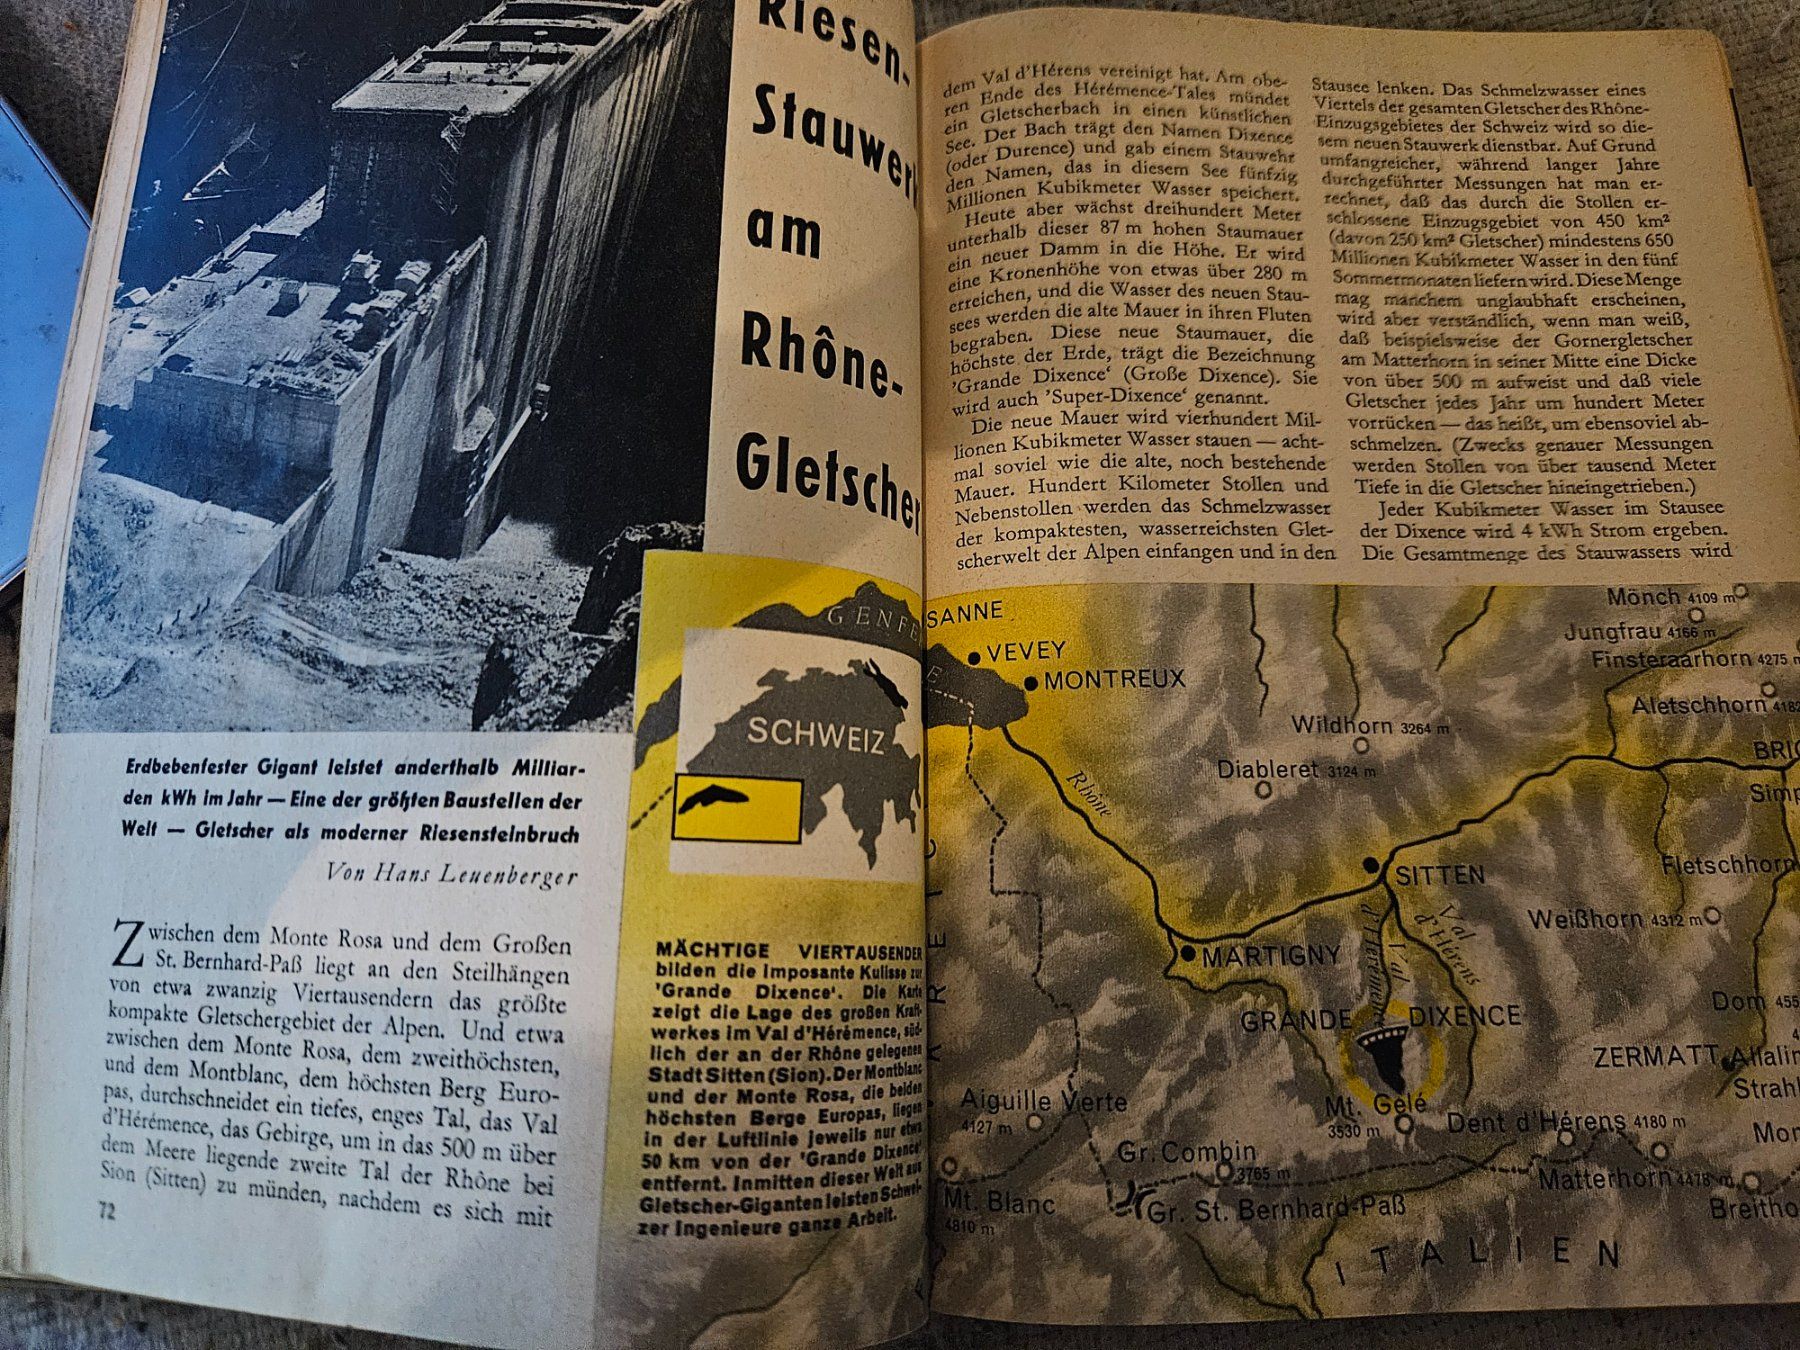 Riesen-
Stauwerk
am
Rhône-
Gletscher
Erdbebenfester Gigant leistet anderthalb Milliar-
den kWh im Jahr — Eine der größten Baustellen der
Welt — Gletscher als moderner Riesensteinbruch
Von Hans Leuenberger
Zwischen dem Monte Rosa und dem Großen
St. Bernhard-Paß liegt an den Steilhängen
von etwa zwanzig Viertausendern das größte
kompakte Gletschergebiet der Alpen. Und etwa
zwischen dem Monte Rosa, dem zweithöchsten,
und dem Montblanc, dem höchsten Berg Euro-
pas, durchschneidet ein tiefes, enges Tal, das Val
d'Hérémence, das Gebirge, um in das 500 m über
dem Meere liegende zweite Tal der Rhône bei
Sion (Sitten) zu münden, nachdem es sich mit
72
MÄCHTIGE VIERTAUSENDER
bilden die imposante Kulisse zur
'Grande Dixence'. Die Karte
zeigt die Lage des großen Kraft-
werkes im Val d'Hérémence, süd-
lich der an der Rhône gelegenen
Stadt Sitten (Sion). Der Montblanc
und der Monte Rosa, die beiden
höchsten Berge Europas, liegen
in der Luftlinie jeweils nur etwa
50 km von der 'Grande Dixence'
entfernt. Inmitten dieser Welt aus
Gletscher-Giganten leisten Schwei-
zer Ingenieure ganze Arbeit.
dem Val d'Hérens vereinigt hat. Am obe-
ren Ende des Hérémence-Tales mündet
ein Gletscherbach in einen künstlichen
See. Der Bach trägt den Namen Dixence
(oder Durence) und gab einem Stauwehr
den Namen, das in diesem See fünfzig
Millionen Kubikmeter Wasser speichert.
Heute aber wächst dreihundert Meter
unterhalb dieser 87 m hohen Staumauer
ein neuer Damm in die Höhe. Er wird
eine Kronenhöhe von etwas über 280 m
erreichen, und die Wasser des neuen Stau-
sees werden die alte Mauer in ihren Fluten
begraben. Diese neue Staumauer, die
höchste der Erde, trägt die Bezeichnung
'Grande Dixence' (Große Dixence). Sie
wird auch 'Super-Dixence' genannt.
Die neue Mauer wird vierhundert Mil-
lionen Kubikmeter Wasser stauen — acht-
mal soviel wie die alte, noch bestehende
Mauer. Hundert Kilometer Stollen und
Nebenstollen werden das Schmelzwasser
der kompaktesten, wasserreichsten Glet-
scherwelt der Alpen einfangen und in den
Stausee lenken. Das Schmelzwasser eines
Viertels der gesamten Gletscher des Rhône-
Einzugsgebietes der Schweiz wird so die-
sem neuen Stauwerk dienstbar. Auf Grund
umfangreicher, während langer Jahre
durchgeführter Messungen hat man er-
rechnet, daß das durch die Stollen er-
schlossene Einzugsgebiet von 450 km²
(davon 250 km² Gletscher) mindestens 650
Millionen Kubikmeter Wasser in den fünf
Sommermonaten liefern wird. Diese Menge
mag manchem unglaubhaft erscheinen,
wird aber verständlich, wenn man weiß,
daß beispielsweise der Gornergletscher
am Matterhorn in seiner Mitte eine Dicke
von über 500 m aufweist und daß viele
Gletscher jedes Jahr um hundert Meter
vorrücken — das heißt, um ebensoviel ab-
schmelzen. (Zwecks genauer Messungen
werden Stollen von über tausend Meter
Tiefe in die Gletscher hineingetrieben.)
Jeder Kubikmeter Wasser im Stausee
der Dixence wird 4 kWh Strom ergeben.
Die Gesamtmenge des Stauwassers wird
GENFE
SCHWEIZ
SANNE
VEVEY
MONTREUX
Rhône
Mönch 4109 m
Jungfrau 4166 m
Finsteraarhorn 4275 m
Aletschhorn 4182
Wildhorn 3264 m
Diableret 3124 m
BRIG
Simp
SITTEN
Fletschhorn
Weißhorn 4312 m
Val d'Hérens
Val d'Hérémence
MARTIGNY
GRANDE DIXENCE
Dom 455
ZERMATT
Allalin
Strahl
Aiguille Verte
4127 m
Mt. Gelé
3530 m
Dent d'Hérens 4180 m
Mon
Gr. Combin
3765 m
Matterhorn 4478 m
Breitho
Mt. Blanc
4810 m
Gr. St. Bernhard-Paß
ITALIEN